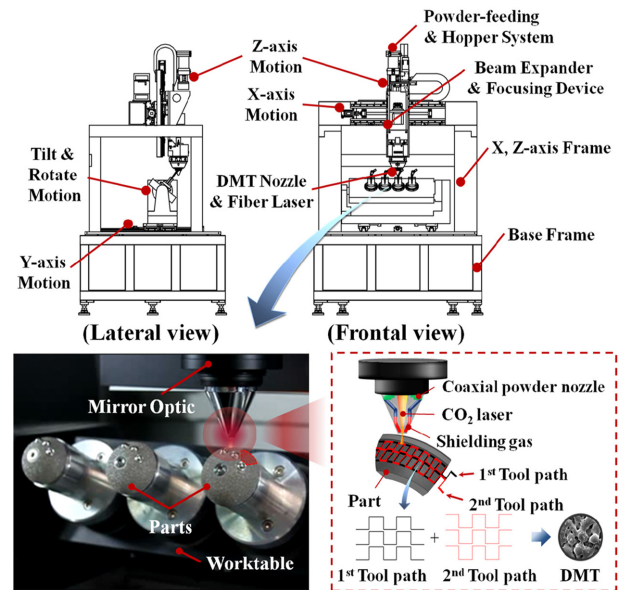 Powder-feeding
& Hopper System
Z-axis
Motion
Beam Expander
& Focusing Device
X-axis
Motion
Tilt &
Rotate
Motion
DMT Nozzle
& Fiber Laser
X, Z-axis Frame
Y-axis
Motion
Base Frame
(Lateral view)
(Frontal view)
Mirror Optic
Parts
Worktable
Coaxial powder nozzle
CO2 laser
Shielding gas
1st Tool path
Part
2nd Tool path
+
1st Tool path
2nd Tool path
DMT